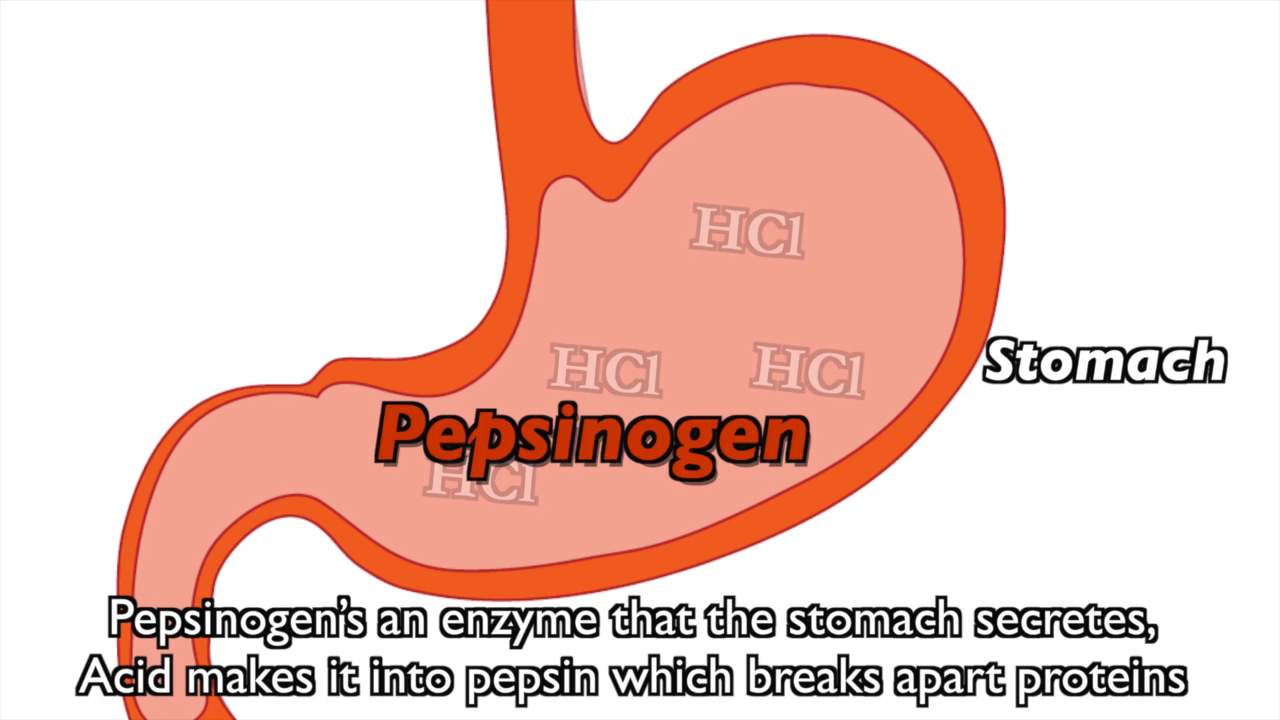 HCl
HCl
HCl
Stomach
Pepsinogen
HCl
Pepsinogen's an enzyme that the stomach secretes,
Acid makes it into pepsin which breaks apart proteins